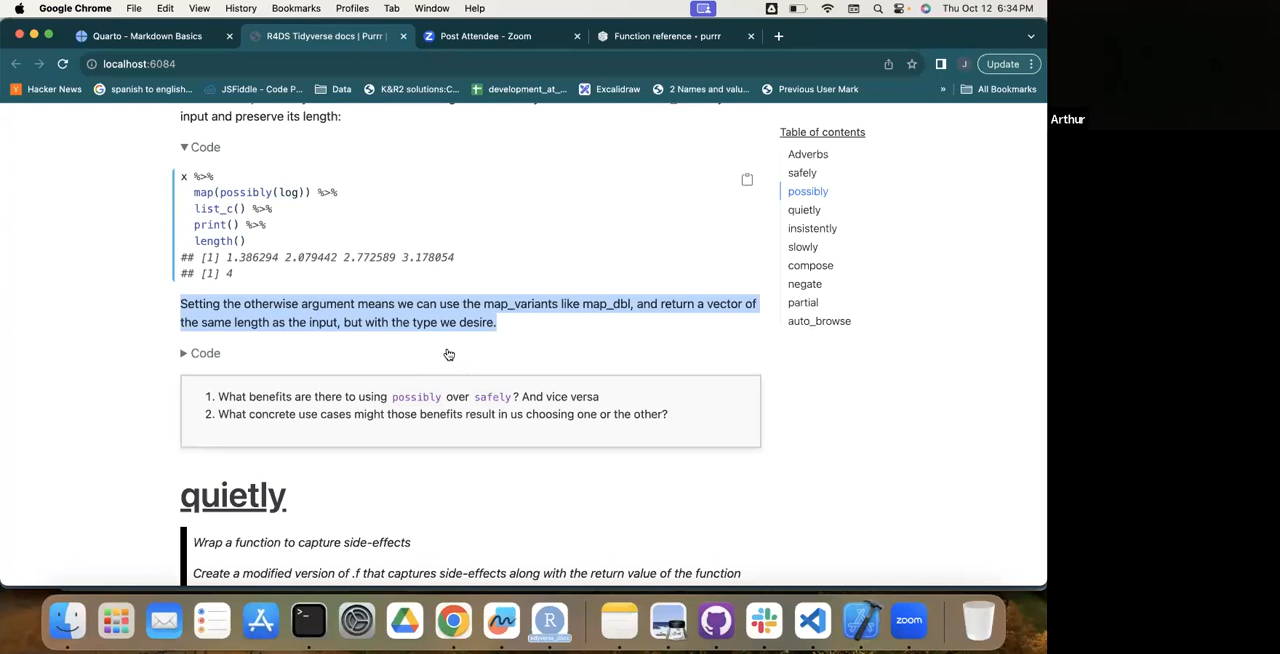 Google Chrome File Edit View History Bookmarks Profiles Tab Window Help Thu Oct 12 6:34 PM
Quarto - Markdown Basics R4DS Tidyverse docs | Purrr Post Attendee - Zoom Function reference • purrr
localhost:6084 J Update
Hacker News spanish to english... JSFiddle - Code P... Data K&R2 solutions:C... development_at_... Excalidraw 2 Names and valu... Previous User Mark » All Bookmarks
input and preserve its length:
Code
x %>%
map(possibly(log)) %>%
list_c() %>%
print() %>%
length()
## [1] 1.386294 2.079442 2.772589 3.178054
## [1] 4
Setting the otherwise argument means we can use the map_variants like map_dbl, and return a vector of
the same length as the input, but with the type we desire.
Code
1. What benefits are there to using possibly over safely? And vice versa
2. What concrete use cases might those benefits result in us choosing one or the other?
quietly
Wrap a function to capture side-effects
Create a modified version of .f that captures side-effects along with the return value of the function
Table of contents
Adverbs
safely
possibly
quietly
insistently
slowly
compose
negate
partial
auto_browse
Arthur
R
zoom